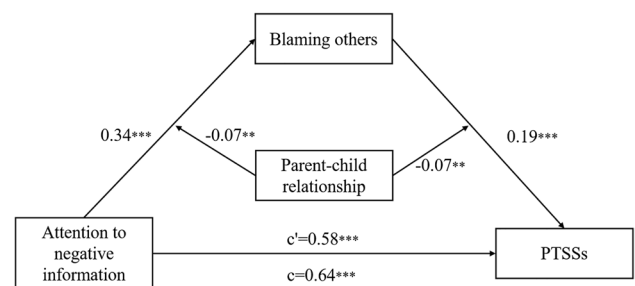 Blaming others
0.34***
-0.07**
Parent-child
relationship
-0.07**
0.19***
Attention to
negative
information
c'=0.58***
c=0.64***
PTSSs